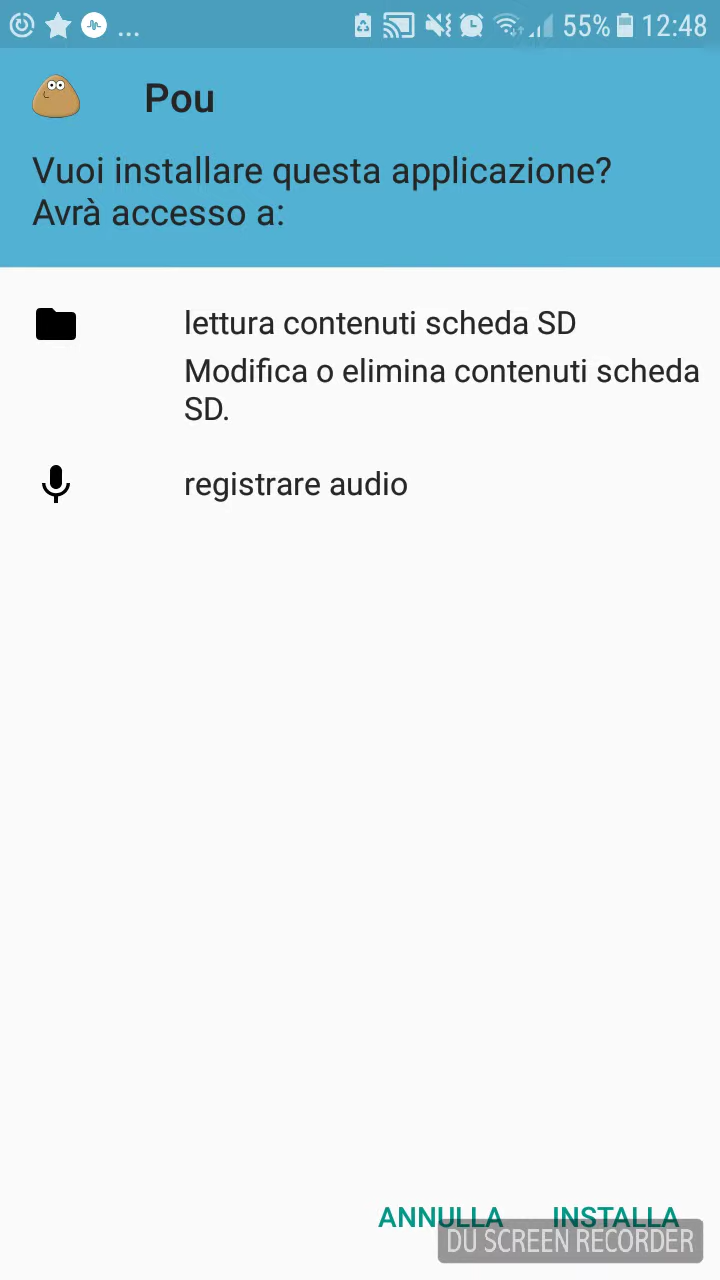 ... 55% 12:48
Pou
Vuoi installare questa applicazione?
Avrà accesso a:
lettura contenuti scheda SD
Modifica o elimina contenuti scheda
SD.
registrare audio
ANNULLA INSTALLA
DU SCREEN RECORDER